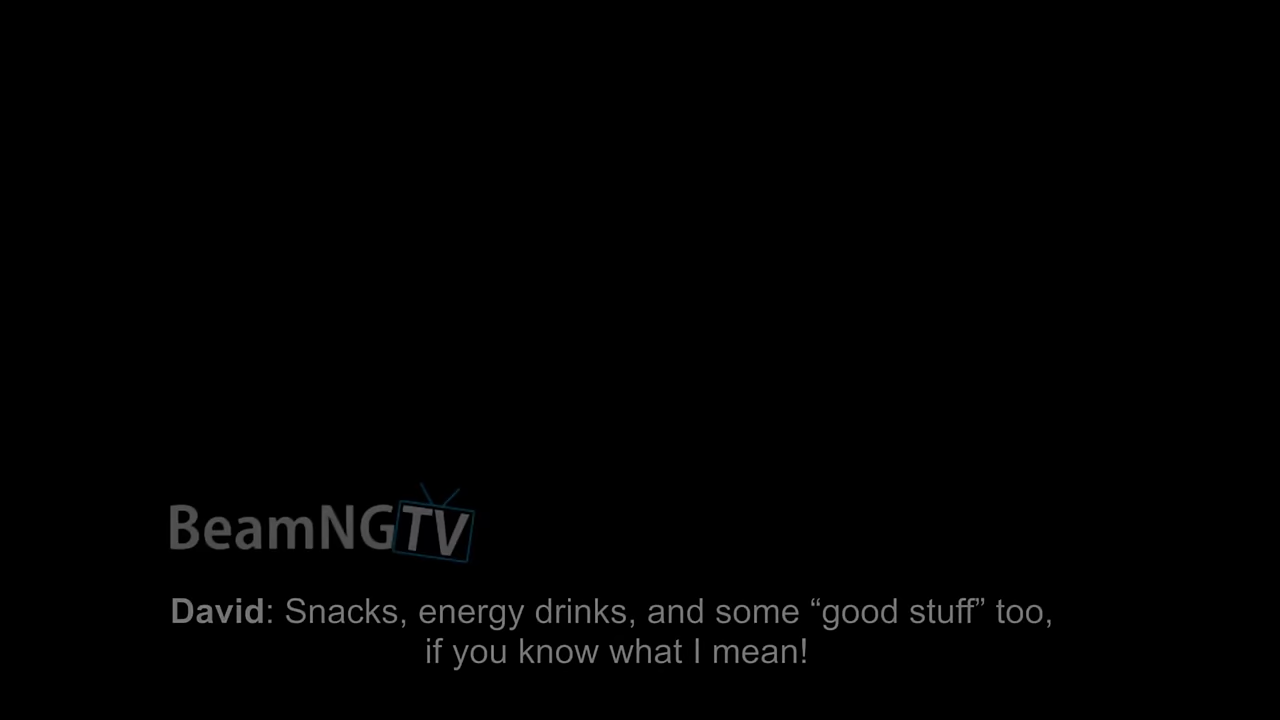 BeamNGTV
David: Snacks, energy drinks, and some “good stuff” too,
if you know what I mean!